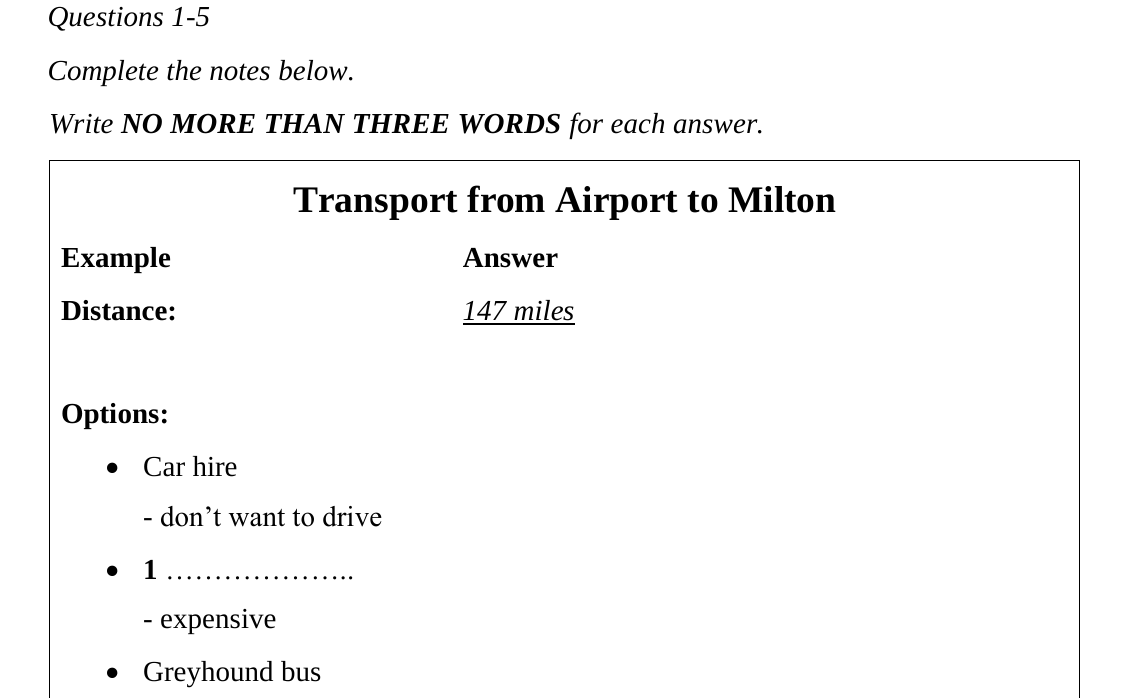 Questions 1-5
Complete the notes below.
Write NO MORE THAN THREE WORDS for each answer.
Transport from Airport to Milton
Example Answer
Distance: 147 miles
Options:
• Car hire
- don’t want to drive
• 1 ………………..
- expensive
• Greyhound bus